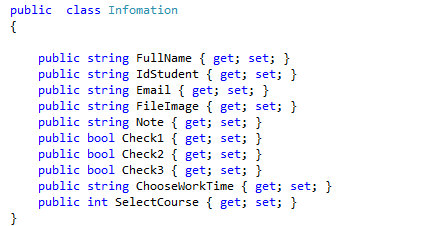 public  class Infomation
{
public string FullName { get; set; }
public string IdStudent { get; set; }
public string Email { get; set; }
public string FileImage { get; set; }
public string Note { get; set; }
public bool Check1 { get; set; }
public bool Check2 { get; set; }
public bool Check3 { get; set; }
public string ChooseWorkTime { get; set; }
public int SelectCourse { get; set; }
}